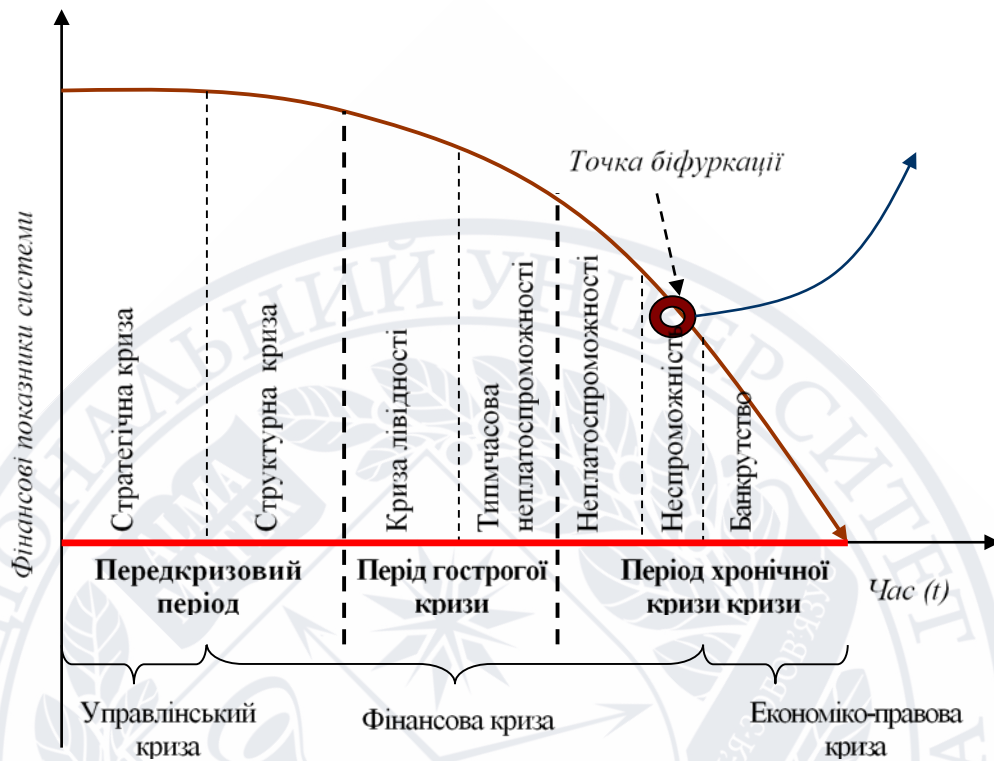 Фінансові показники системи
Точка біфуркації
Стратегічна криза
Структурна криза
Криза лівідності
Типмчасова
неплатоспроможності
Неплатоспроможності
Неспроможність
Банкрутство
Передкризовий
період
Перід гострогої
кризи
Період хронічної
кризи кризи
Час (t)
Управлінський
криза
Фінансова криза
Економіко-правова
криза